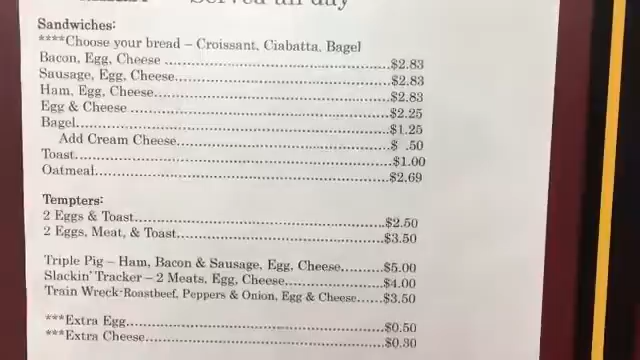 Served all day
Sandwiches:
****Choose your bread – Croissant, Ciabatta, Bagel
Bacon, Egg, Cheese ..................................................$2.83
Sausage, Egg, Cheese..................................................$2.83
Ham, Egg, Cheese..................................................$2.83
Egg & Cheese ..................................................$2.25
Bagel..................................................$1.25
Add Cream Cheese..................................................$ .50
Toast..................................................$1.00
Oatmeal..................................................$2.69
Tempters:
2 Eggs & Toast..................................................$2.50
2 Eggs, Meat, & Toast..................................................$3.50
Triple Pig – Ham, Bacon & Sausage, Egg, Cheese..........$5.00
Slackin' Tracker – 2 Meats, Egg, Cheese........................$4.00
Train Wreck-Roastbeef, Peppers & Onion, Egg & Cheese......$3.50
***Extra Egg..................................................$0.50
***Extra Cheese..................................................$0.30